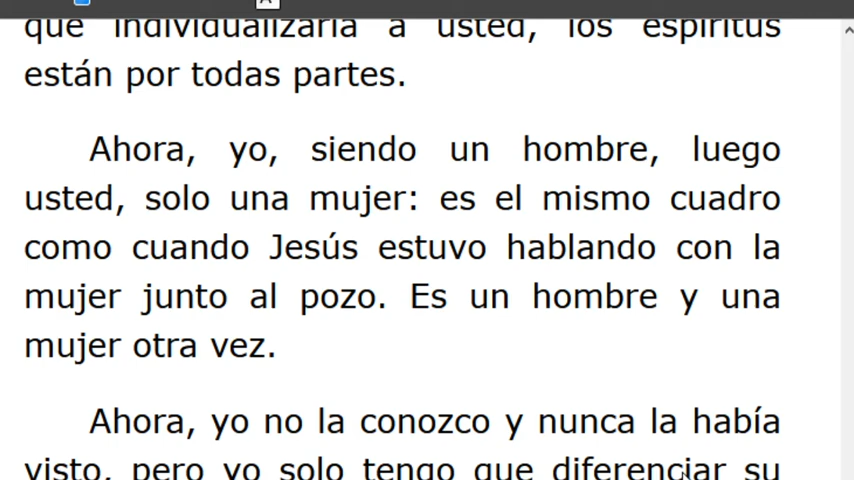 que individualizaría a usted, los espíritus
están por todas partes.
Ahora, yo, siendo un hombre, luego
usted, solo una mujer: es el mismo cuadro
como cuando Jesús estuvo hablando con la
mujer junto al pozo. Es un hombre y una
mujer otra vez.
Ahora, yo no la conozco y nunca la había
visto, pero yo solo tengo que diferenciar su